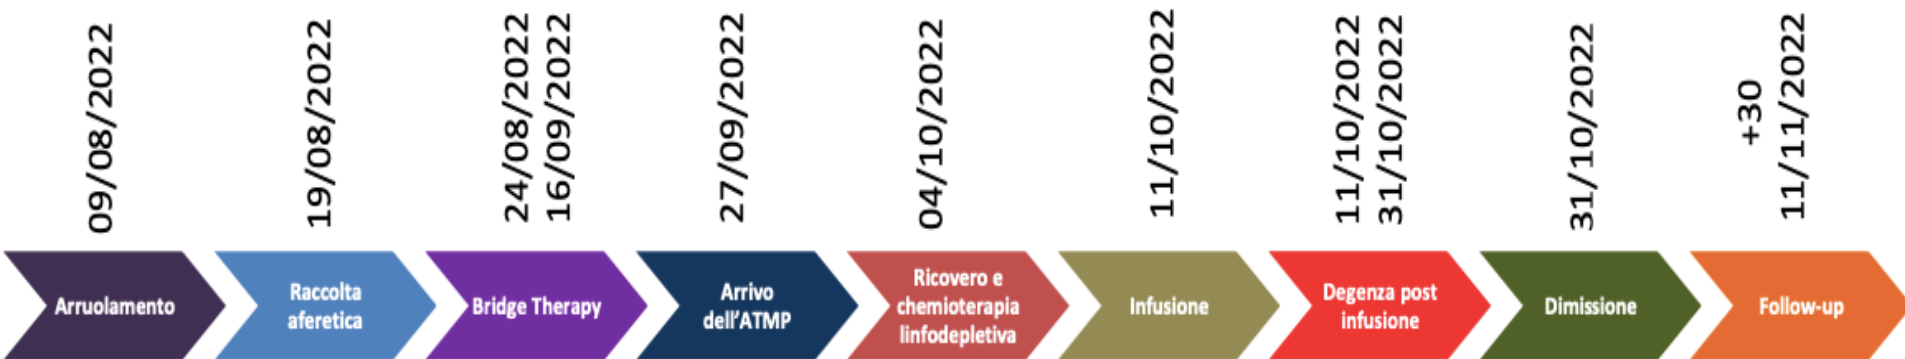 09/08/2022
19/08/2022
24/08/2022
16/09/2022
27/09/2022
04/10/2022
11/10/2022
11/10/2022
31/10/2022
31/10/2022
+30
11/11/2022
Arruolamento
Raccolta
aferetica
Bridge Therapy
Arrivo
dell'ATMP
Ricovero e
chemioterapia
linfodepletiva
Infusione
Degenza post
infusione
Dimissione
Follow-up